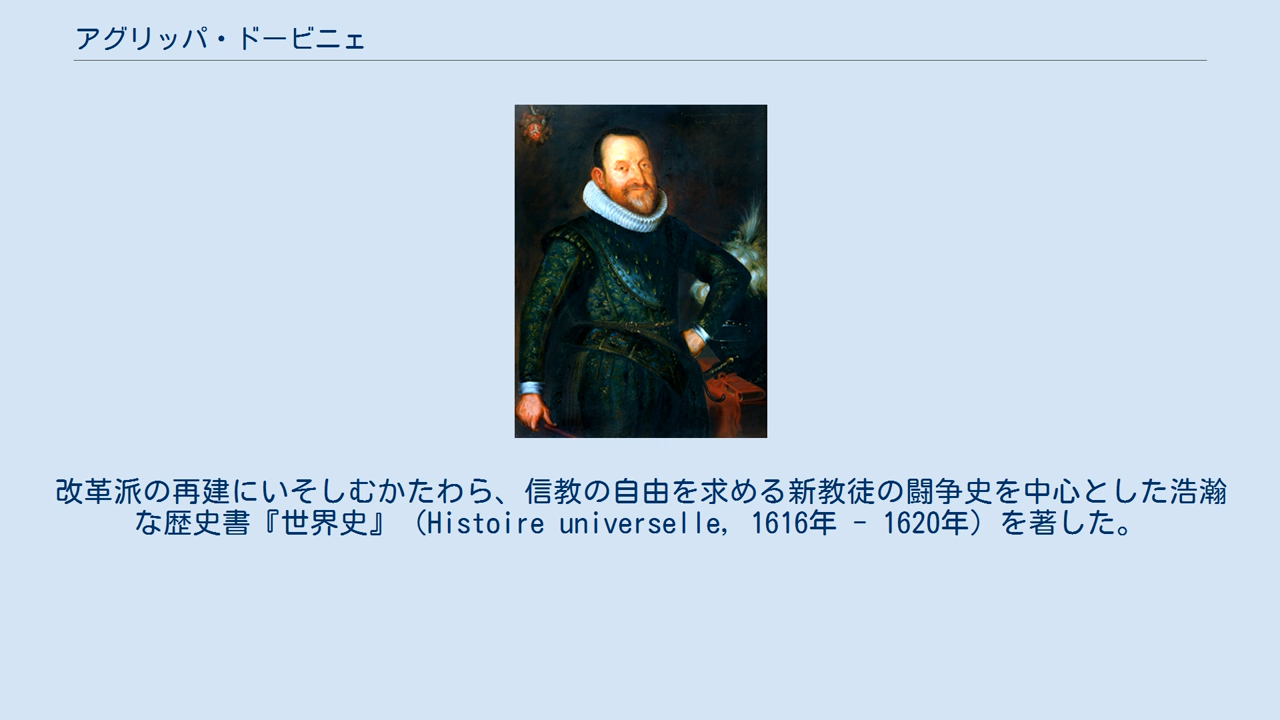 アグリッパ・ドービニェ
改革派の再建にいそしむかたわら、信教の自由を求める新教徒の闘争史を中心とした浩瀚
な歴史書『世界史』（Histoire universelle, 1616年 - 1620年）を著した。